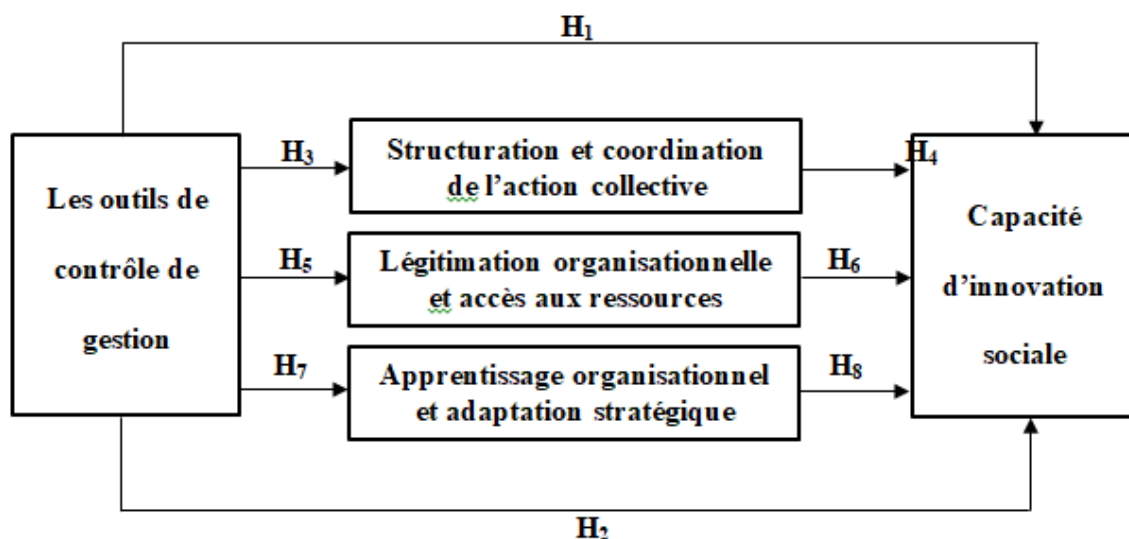 H₁
Les outils de
contrôle de
gestion
H₃
Structuration et coordination
de l’action collective
H₄
H₅
Légitimation organisationnelle
et accès aux ressources
H₆
H₇
Apprentissage organisationnel
et adaptation stratégique
H₈
Capacité
d’innovation
sociale
H₂